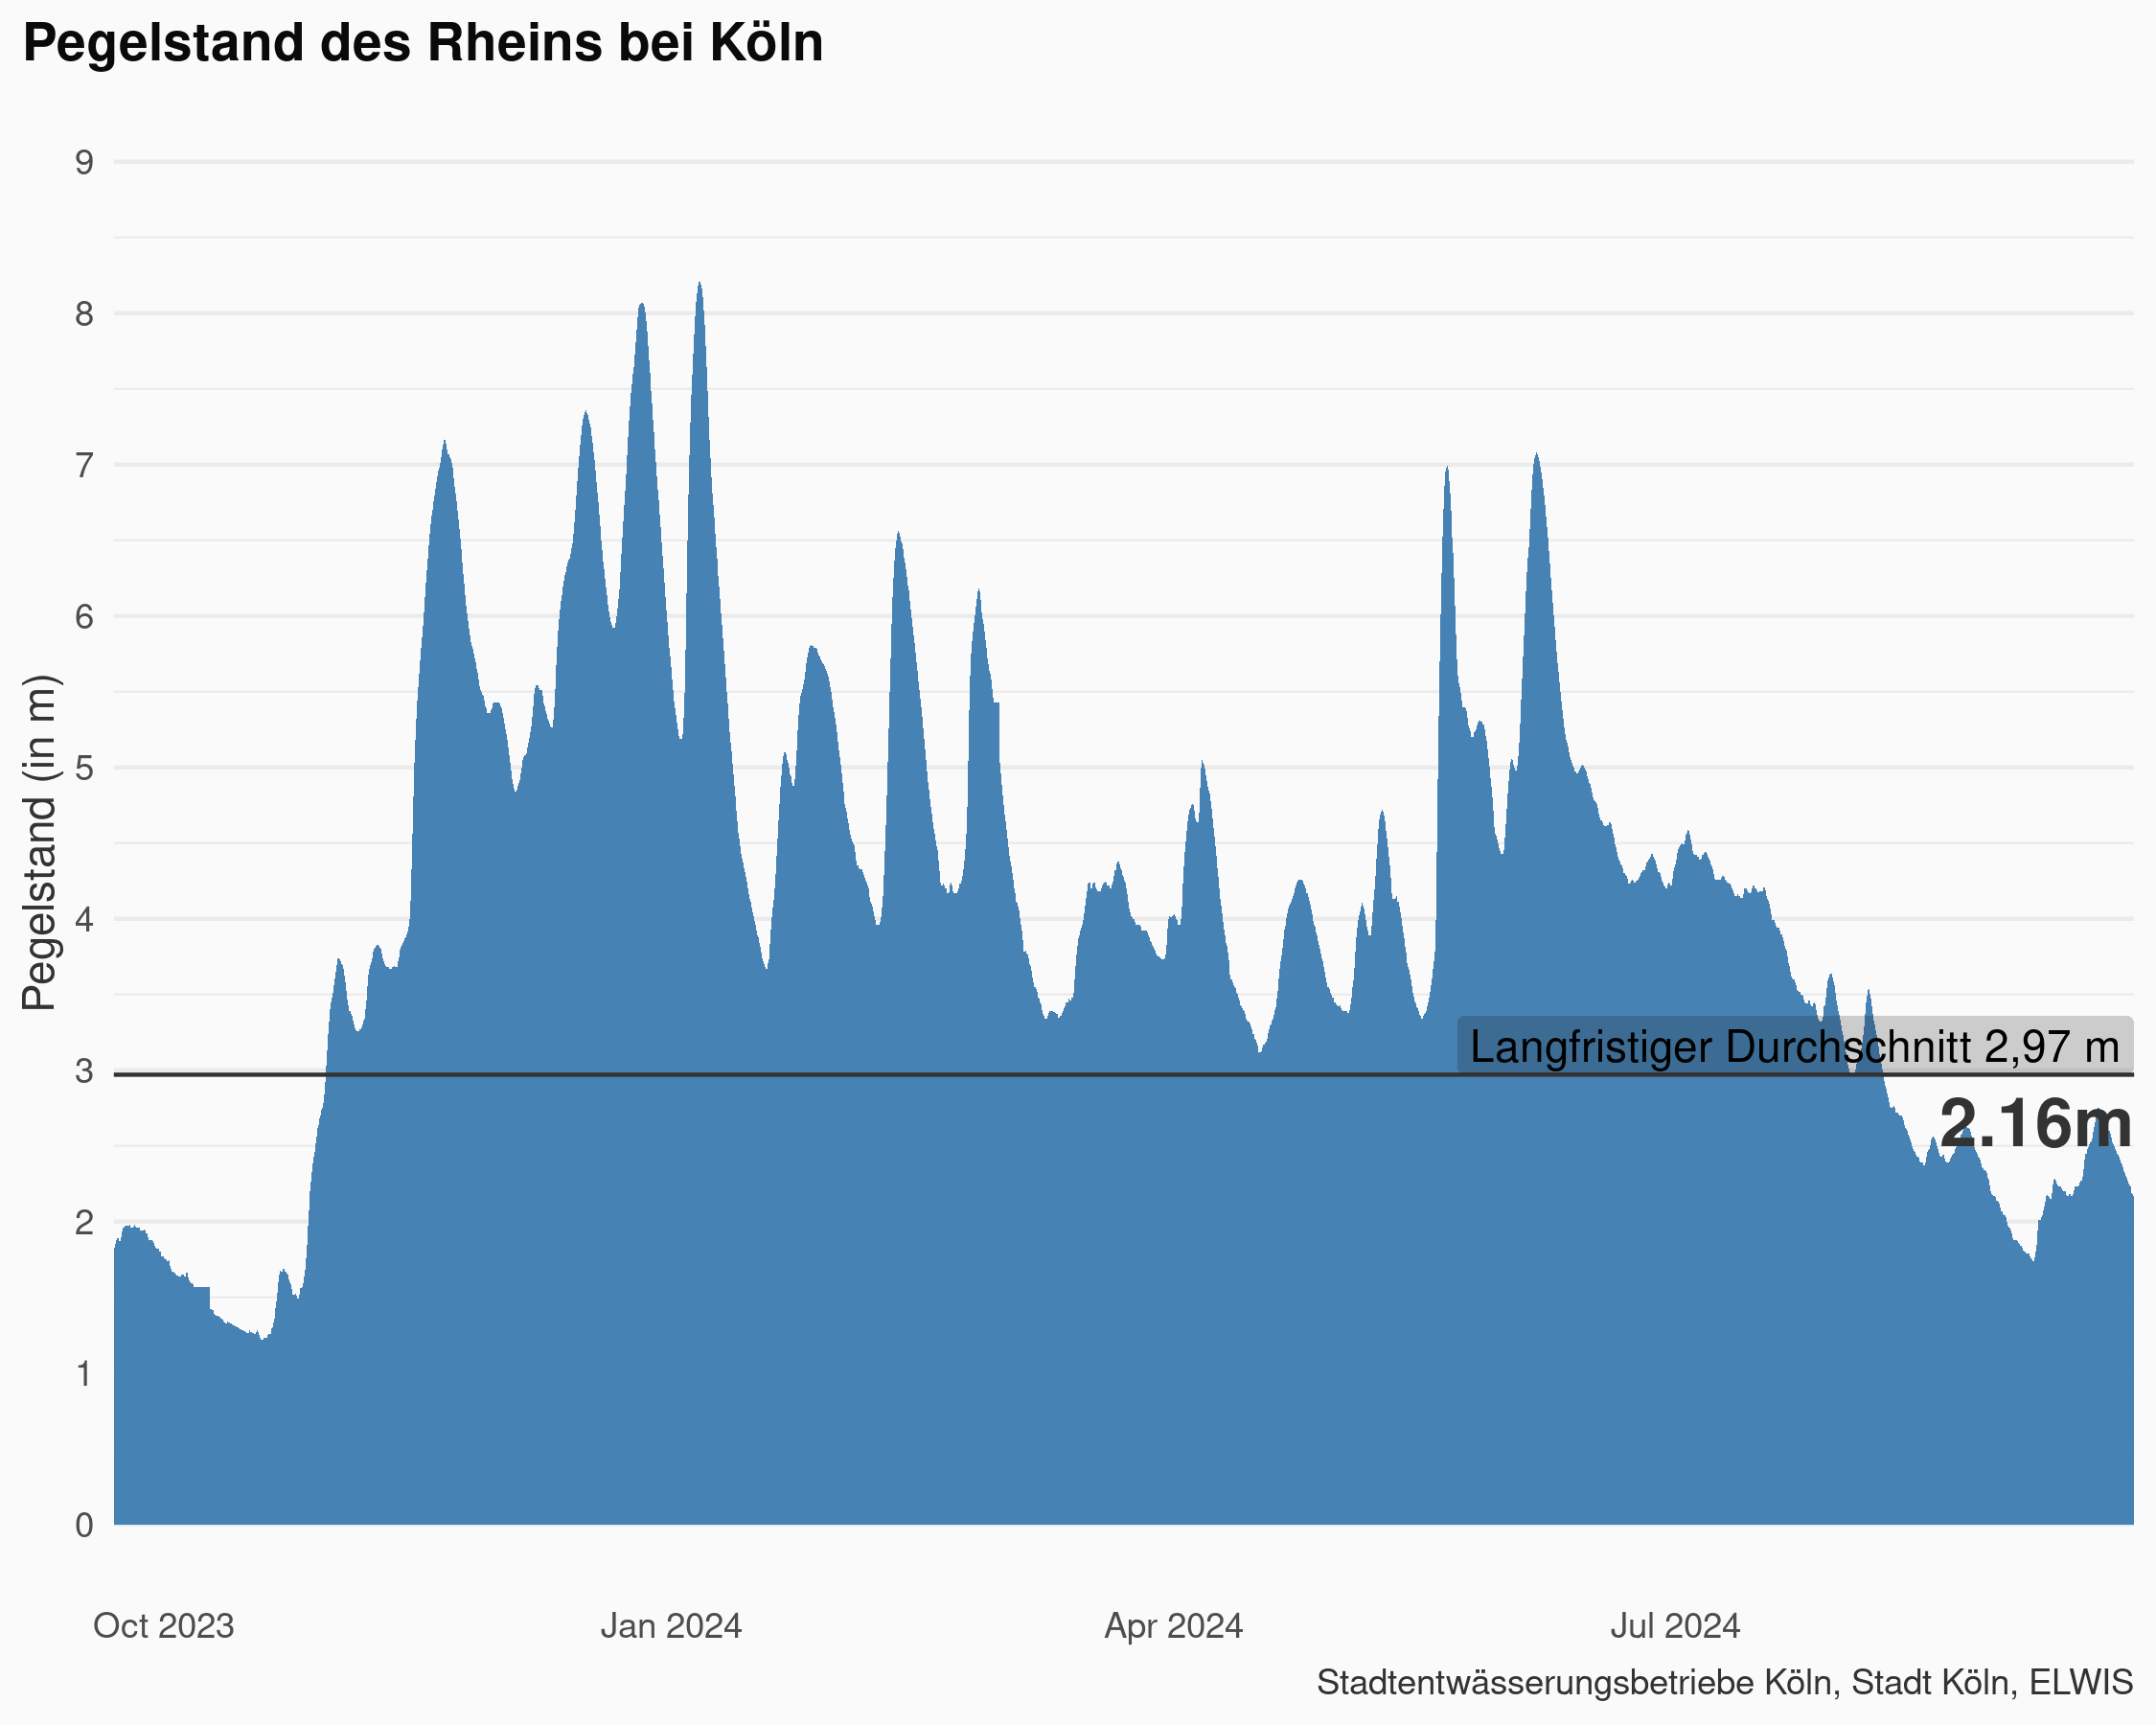 Pegelstand des Rheins bei Köln
Pegelstand (in m)
9
8
7
6
5
4
3
2
1
0
Langfristiger Durchschnitt 2,97 m
2.16m
Oct 2023
Jan 2024
Apr 2024
Jul 2024
Stadtentwässerungsbetriebe Köln, Stadt Köln, ELWIS